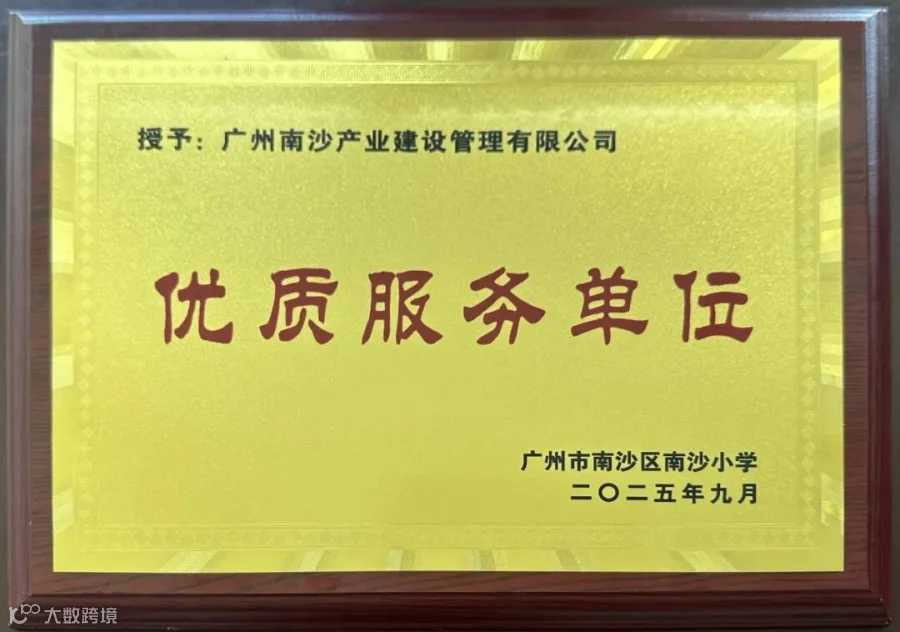 授予：广州南沙产业建设管理有限公司
优质服务单位
广州市南沙区南沙小学
二〇二五年九月
大数跨境